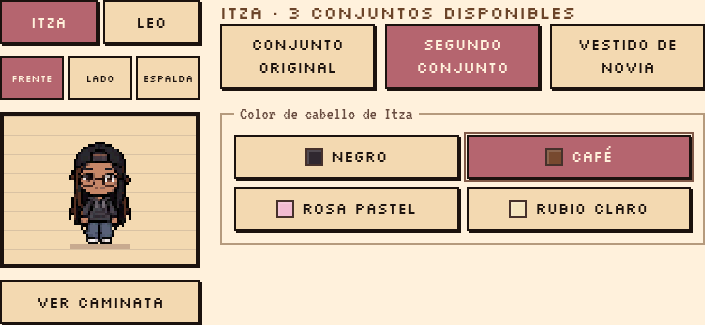 ITZA
LEO
FRENTE
LADO
ESPALDA
VER CAMINATA
ITZA · 3 CONJUNTOS DISPONIBLES
CONJUNTO
ORIGINAL
SEGUNDO
CONJUNTO
VESTIDO DE
NOVIA
Color de cabello de Itza
NEGRO
CAFÉ
ROSA PASTEL
RUBIO CLARO